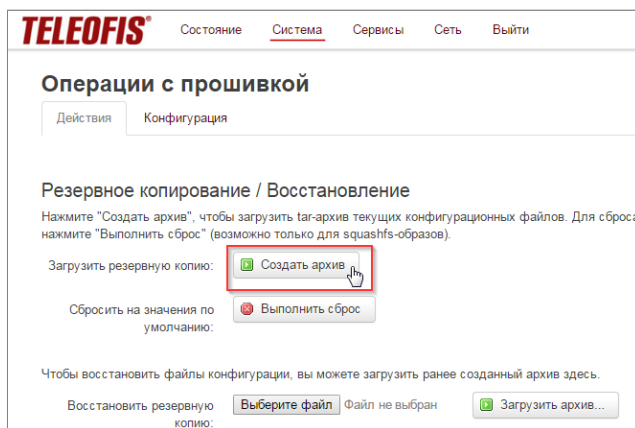 TELEOFIS®
Состояние Система Сервисы Сеть Выйти
Операции с прошивкой
Действия Конфигурация
Резервное копирование / Восстановление
Нажмите "Создать архив", чтобы загрузить tar-архив текущих конфигурационных файлов. Для сброса
нажмите "Выполнить сброс" (возможно только для squashfs-образов).
Загрузить резервную копию: Создать архив
Сбросить на значения по Выполнить сброс
умолчанию:
Чтобы восстановить файлы конфигурации, вы можете загрузить ранее созданный архив здесь.
Восстановить резервную Выберите файл Файл не выбран Загрузить архив...
копию: